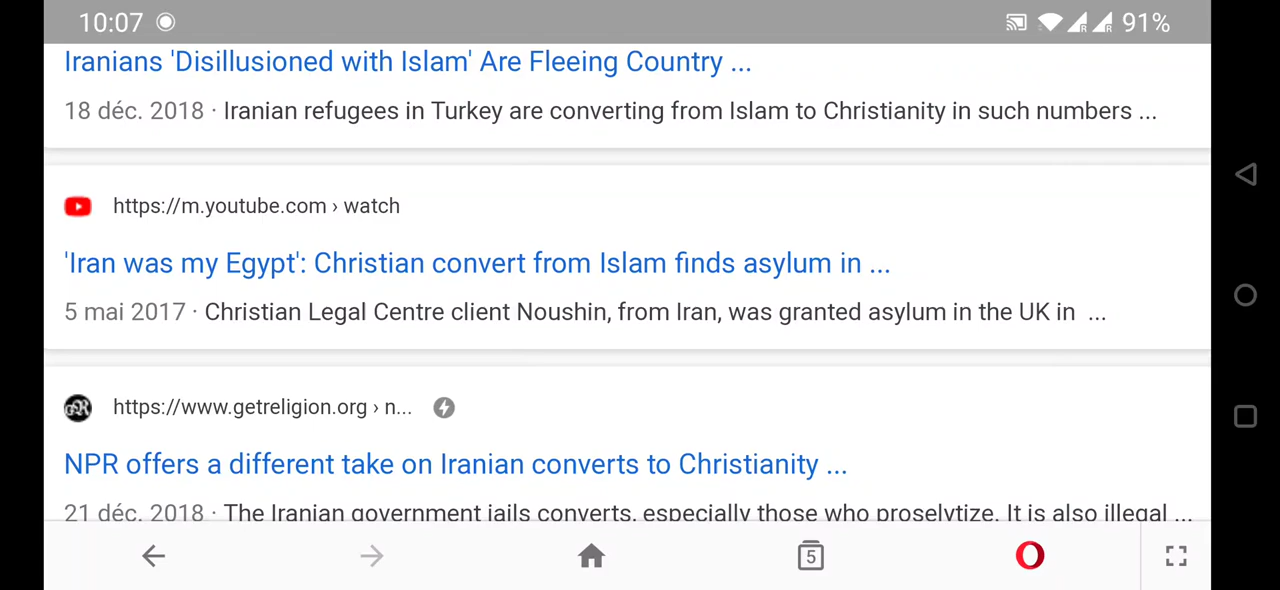 10:07 91%
Iranians 'Disillusioned with Islam' Are Fleeing Country ...
18 déc. 2018 · Iranian refugees in Turkey are converting from Islam to Christianity in such numbers ...
https://m.youtube.com › watch
'Iran was my Egypt': Christian convert from Islam finds asylum in ...
5 mai 2017 · Christian Legal Centre client Noushin, from Iran, was granted asylum in the UK in ...
GR
https://www.getreligion.org › n...
NPR offers a different take on Iranian converts to Christianity ...
21 déc. 2018 · The Iranian government jails converts, especially those who proselytize. It is also illegal ...
5